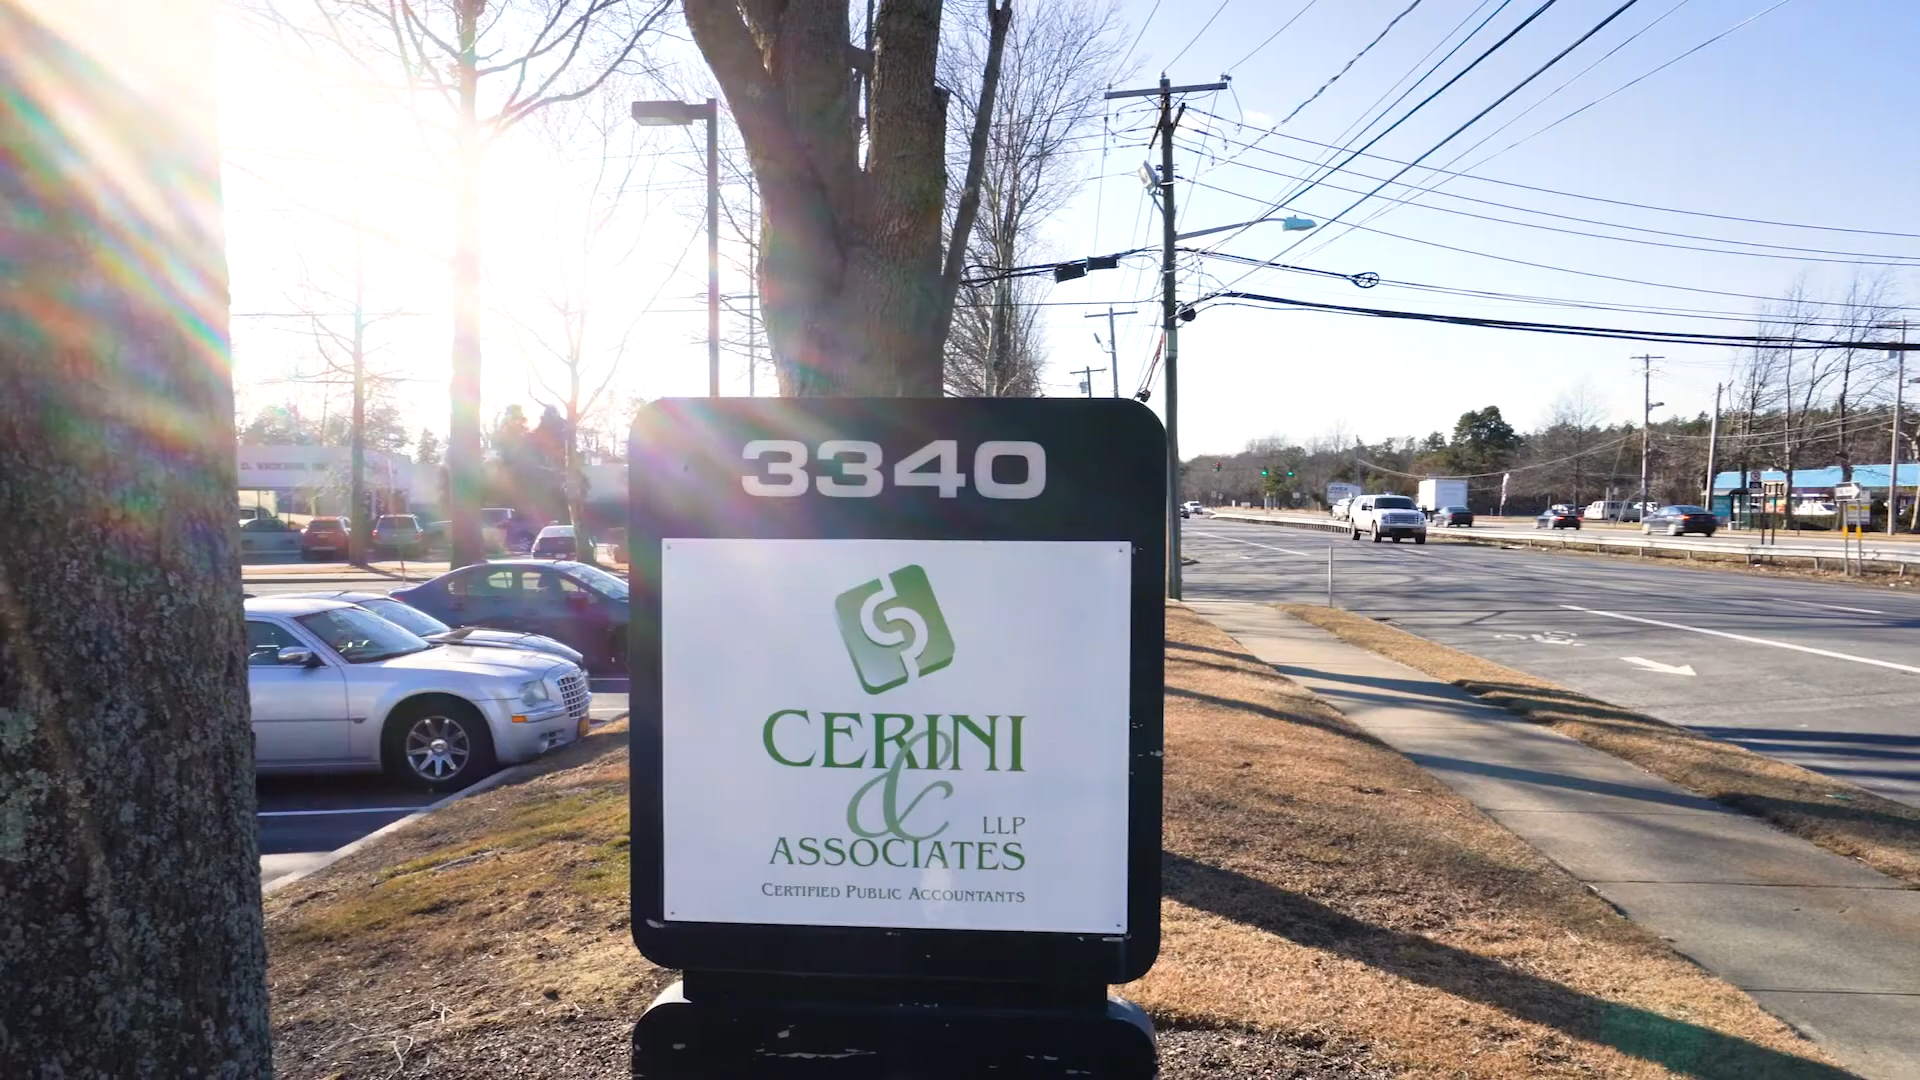 3340
CERINI
&
LLP
ASSOCIATES
CERTIFIED PUBLIC ACCOUNTANTS